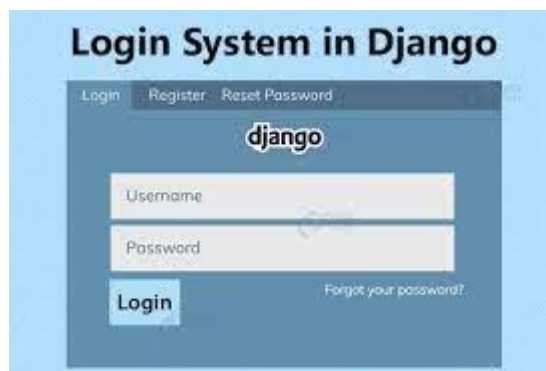 Login System in Django
Login Register Reset Password
django
Username
Password
Login
Forgot your password?